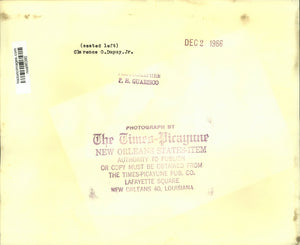 (seated left)
Clarence O.Dupuy,Jr.
DEC 2 1966
PHOTOGRAPHER
P. E. GUARISCO
PHOTOGRAPH BY
The Times-Picayune
NEW ORLEANS STATES-ITEM
AUTHORITY TO PUBLISH
OR COPY MUST BE OBTAINED FROM
THE TIMES-PICAYUNE PUB. CO.
LAFAYETTE SQUARE
NEW ORLEANS 40, LOUISIANA